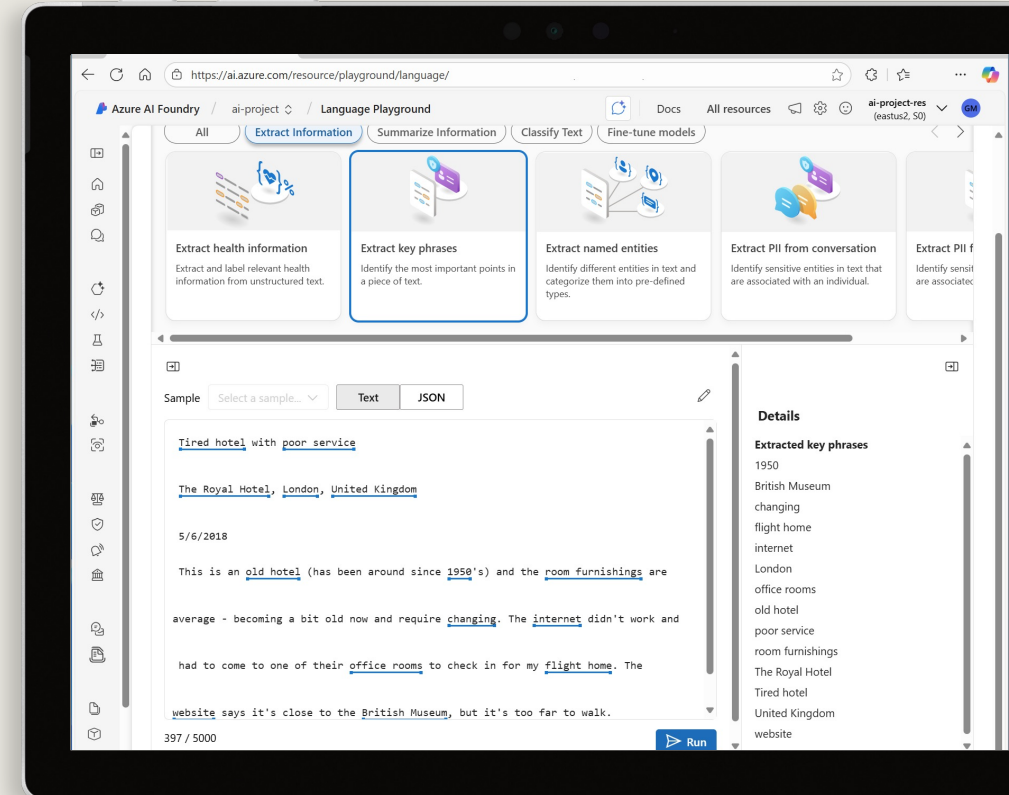 https://ai.azure.com/resource/playground/language/
Azure AI Foundry / ai-project / Language Playground
Docs
All resources
ai-project-res
(eastus2, S0)
GM
All
Extract Information
Summarize Information
Classify Text
Fine-tune models
Extract health information
Extract and label relevant health
information from unstructured text.
Extract key phrases
Identify the most important points in
a piece of text.
Extract named entities
Identify different entities in text and
categorize them into pre-defined
types.
Extract PII from conversation
Identify sensitive entities in text that
are associated with an individual.
Extract PII f
Identify sensit
are associated
Sample
Select a sample...
Text
JSON
Tired hotel with poor service
The Royal Hotel, London, United Kingdom
5/6/2018
This is an old hotel (has been around since 1950's) and the room furnishings are
average - becoming a bit old now and require changing. The internet didn't work and
had to come to one of their office rooms to check in for my flight home. The
website says it's close to the British Museum, but it's too far to walk.
397 / 5000
Run
Details
Extracted key phrases
1950
British Museum
changing
flight home
internet
London
office rooms
old hotel
poor service
room furnishings
The Royal Hotel
Tired hotel
United Kingdom
website